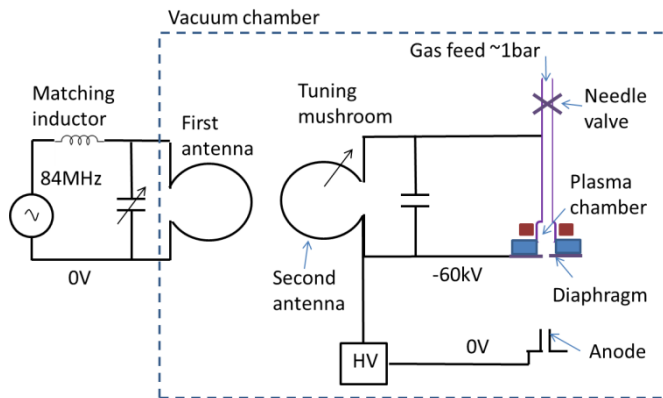 Vacuum chamber
Gas feed ~1bar
Matching
inductor
First
antenna
Tuning
mushroom
Needle
valve
84MHz
Plasma
chamber
0V
Second
antenna
-60kV
Diaphragm
HV
0V
Anode